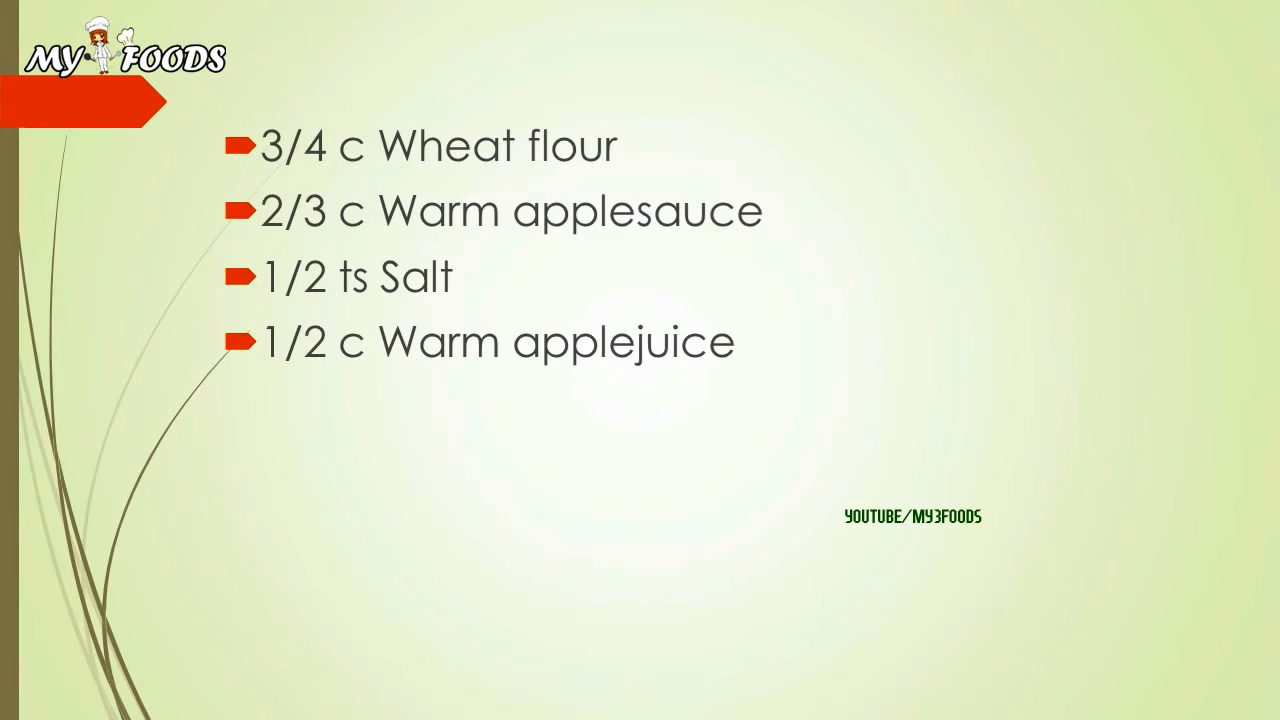 MY FOODS
3/4 c Wheat flour
2/3 c Warm applesauce
1/2 ts Salt
1/2 c Warm applejuice
YOUTUBE/MY3FOODS